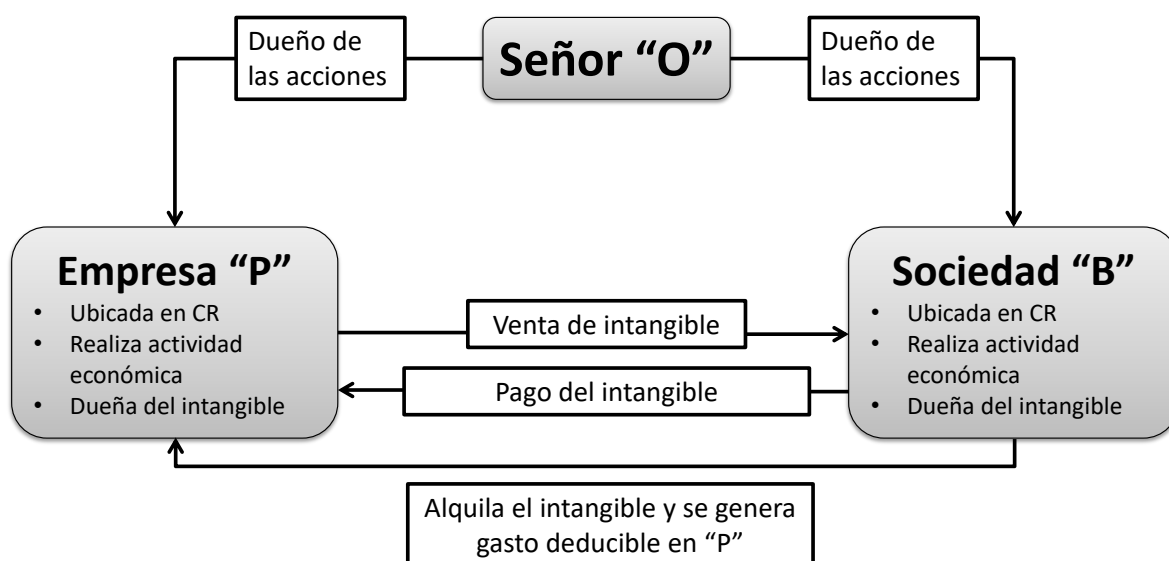 Dueño de
las acciones
Señor “O”
Dueño de
las acciones
Empresa “P”
• Ubicada en CR
• Realiza actividad
económica
• Dueña del intangible
Venta de intangible
Pago del intangible
Sociedad “B”
• Ubicada en CR
• Realiza actividad
económica
• Dueña del intangible
Alquila el intangible y se genera
gasto deducible en “P”